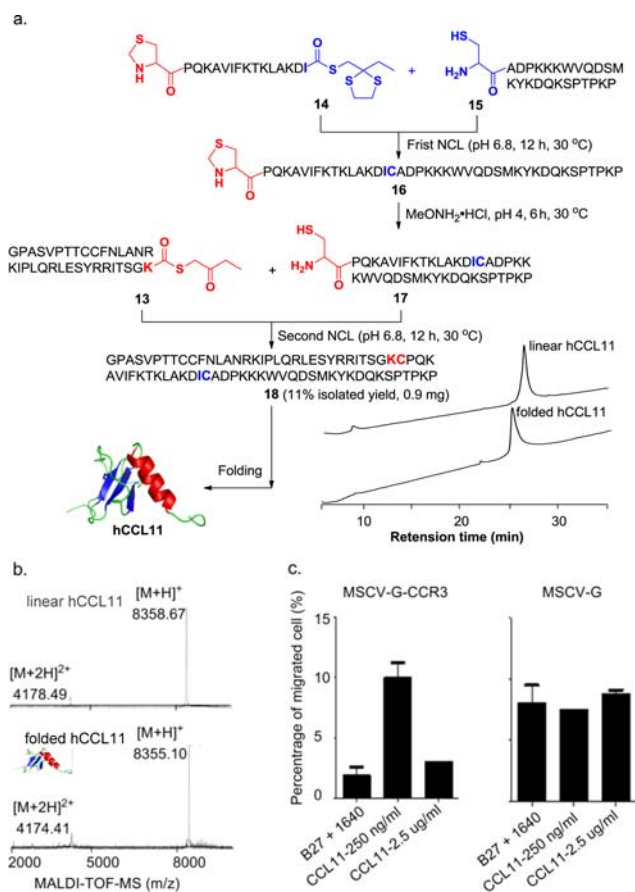 a.
S
N
H
O
PQKAVIFKTKLAKDI
O
S
S
S
14
+
HS
H2N
O
ADPKKKWVQDSM
KYKDQKSPTPKP
15
Frist NCL (pH 6.8, 12 h, 30 °C)
S
N
H
O
PQKAVIFKTKLAKDICADPKKKWVQDSMKYKDQKSPTPKP
16
MeONH2•HCl, pH 4, 6 h, 30 °C
GPASVPTTCCFNLANR
KIPLQRLESYRRITSGK
O
S
O
13
+
HS
H2N
O
PQKAVIFKTKLAKDICADPKK
KWVQDSMKYKDQKSPTPKP
17
Second NCL (pH 6.8, 12 h, 30 °C)
GPASVPTTCCFNLANRKIPLQRLESYRRITSGKCPQK
AVIFKTKLAKDICADPKKKWVQDSMKYKDQKSPTPKP
18 (11% isolated yield, 0.9 mg)
Folding
hCCL11
linear hCCL11
folded hCCL11
10 20 30
Retension time (min)
b.
linear hCCL11
[M+H]+
8358.67
[M+2H]2+
4178.49
folded hCCL11
[M+H]+
8355.10
[M+2H]2+
4174.41
2000 5000 8000
MALDI-TOF-MS (m/z)
c.
MSCV-G-CCR3
MSCV-G
Percentage of migrated cell (%)
15
10
5
0
B27 + 1640
CCL11-250 ng/ml
CCL11-2.5 ug/ml
B27 + 1640
CCL11-250 ng/ml
CCL11-2.5 ug/ml